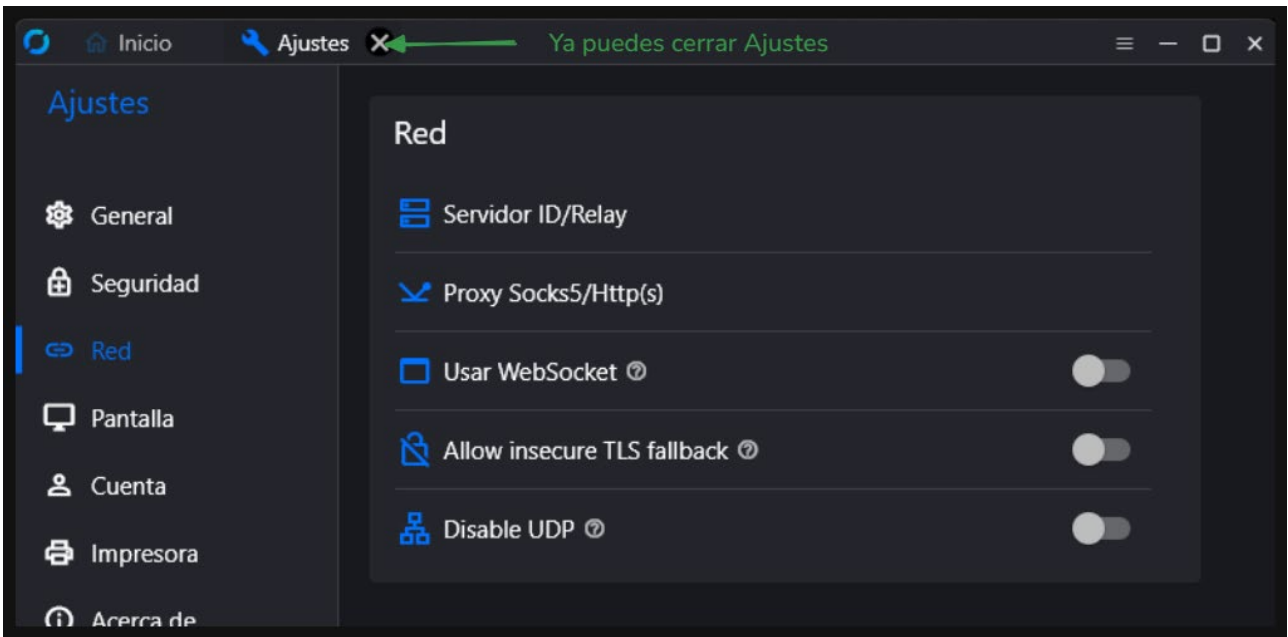 Inicio
Ajustes
Ya puedes cerrar Ajustes
Ajustes
General
Seguridad
Red
Pantalla
Cuenta
Impresora
Acerca de
Red
Servidor ID/Relay
Proxy Socks5/Http(s)
Usar WebSocket
Allow insecure TLS fallback
Disable UDP